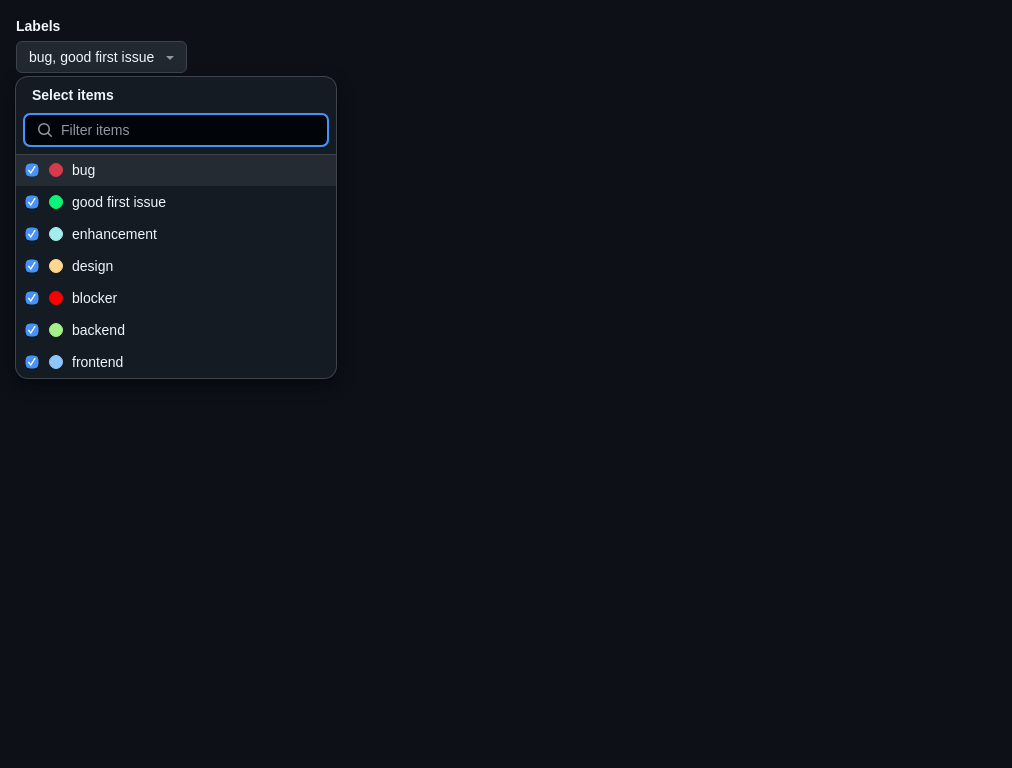 Labels
bug, good first issue
Select items
Filter items
bug
good first issue
enhancement
design
blocker
backend
frontend